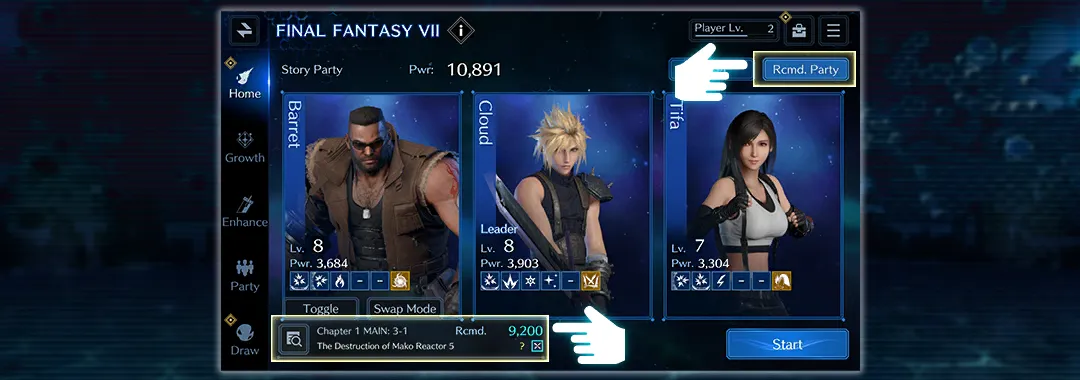 FINAL FANTASY VII
Player Lv. 2
Story Party Pwr: 10,891
Rcmd. Party
Home
Growth
Enhance
Party
Draw
Barret
Lv. 8
Pwr. 3,684
Cloud
Leader
Lv. 8
Pwr. 3,903
Tifa
Lv. 7
Pwr. 3,304
Toggle
Swap Mode
Chapter 1 MAIN: 3-1 Rcmd. 9,200
The Destruction of Mako Reactor 5 ?
Start